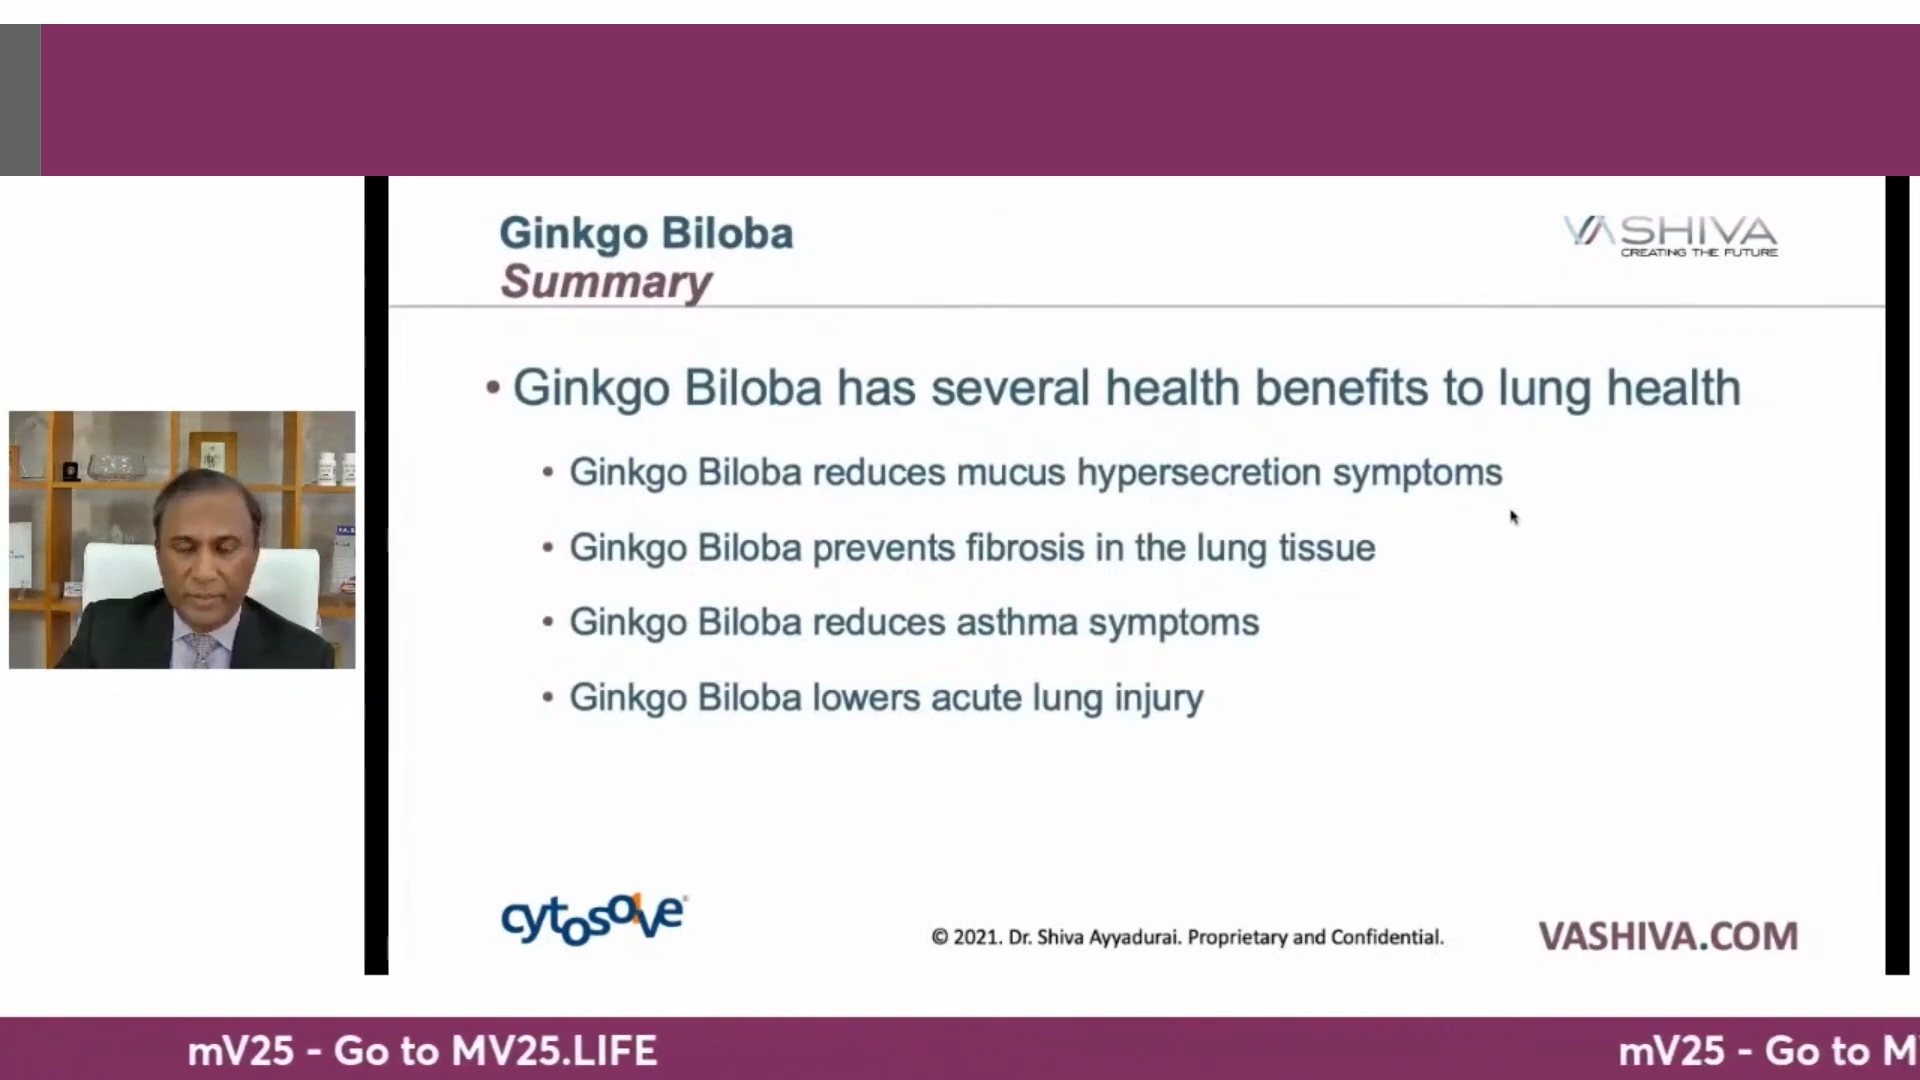 Ginkgo Biloba
Summary
VASHIVA
CREATING THE FUTURE
• Ginkgo Biloba has several health benefits to lung health
• Ginkgo Biloba reduces mucus hypersecretion symptoms
• Ginkgo Biloba prevents fibrosis in the lung tissue
• Ginkgo Biloba reduces asthma symptoms
• Ginkgo Biloba lowers acute lung injury
cytosolve®
© 2021. Dr. Shiva Ayyadurai. Proprietary and Confidential.
VASHIVA.COM
mV25 - Go to MV25.LIFE
mV25 - Go to M